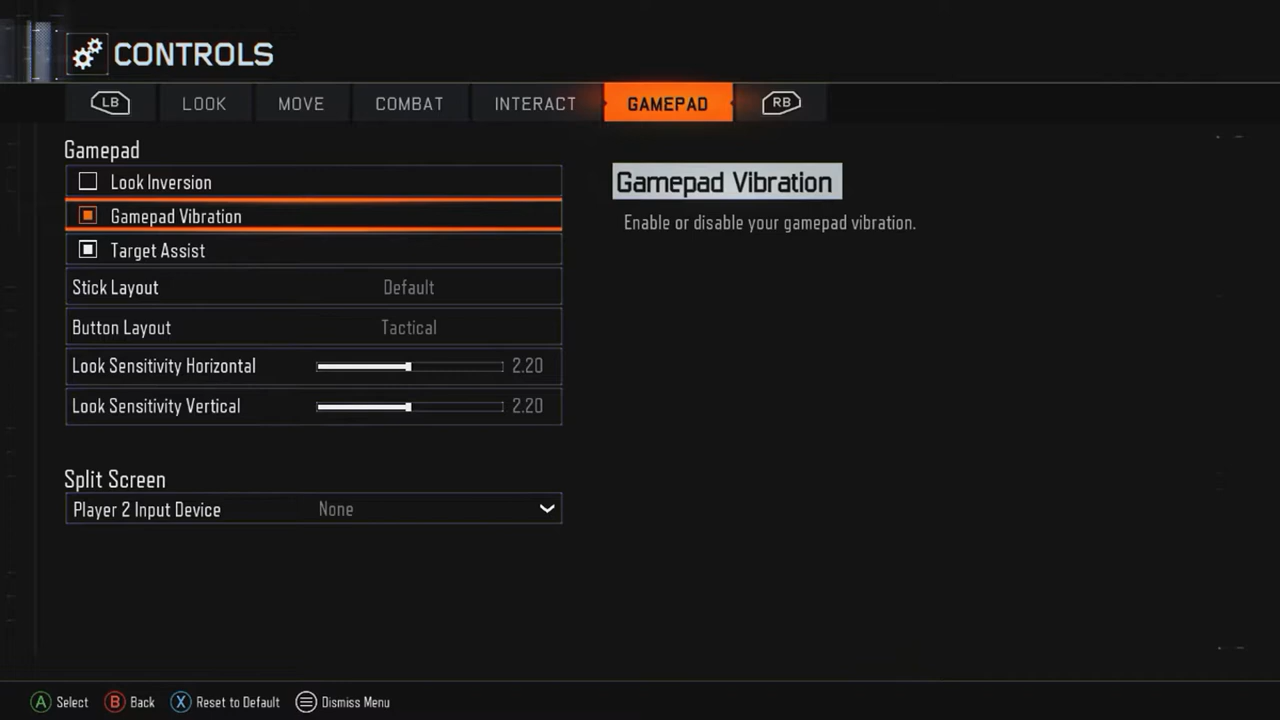 CONTROLS
LB LOOK MOVE COMBAT INTERACT GAMEPAD RB
Gamepad
Look Inversion
Gamepad Vibration
Target Assist
Stick Layout Default
Button Layout Tactical
Look Sensitivity Horizontal 2.20
Look Sensitivity Vertical 2.20
Split Screen
Player 2 Input Device None
Gamepad Vibration
Enable or disable your gamepad vibration.
A Select B Back X Reset to Default Dismiss Menu